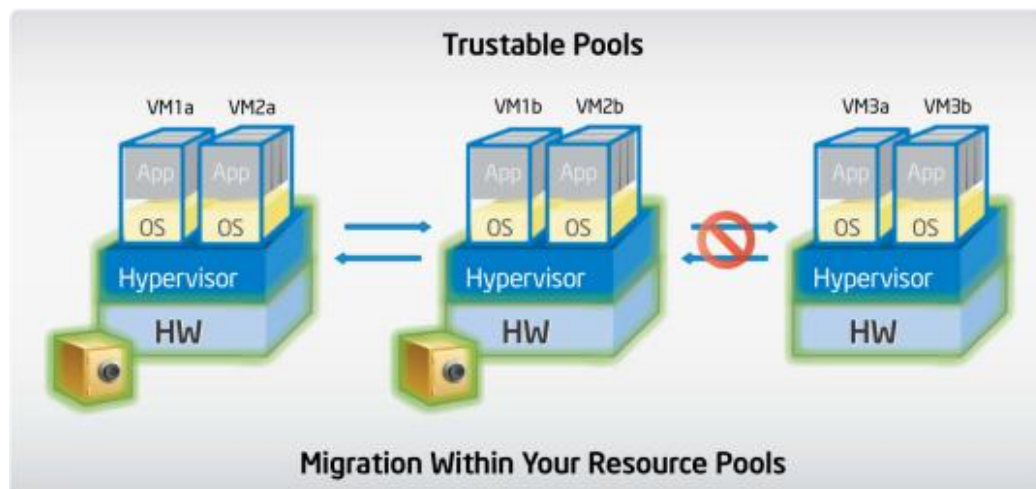 Trustable Pools
VM1a VM2a
VM1b VM2b
VM3a VM3b
App App
App App
App App
OS OS
OS OS
OS OS
Hypervisor
Hypervisor
Hypervisor
HW
HW
HW
Migration Within Your Resource Pools